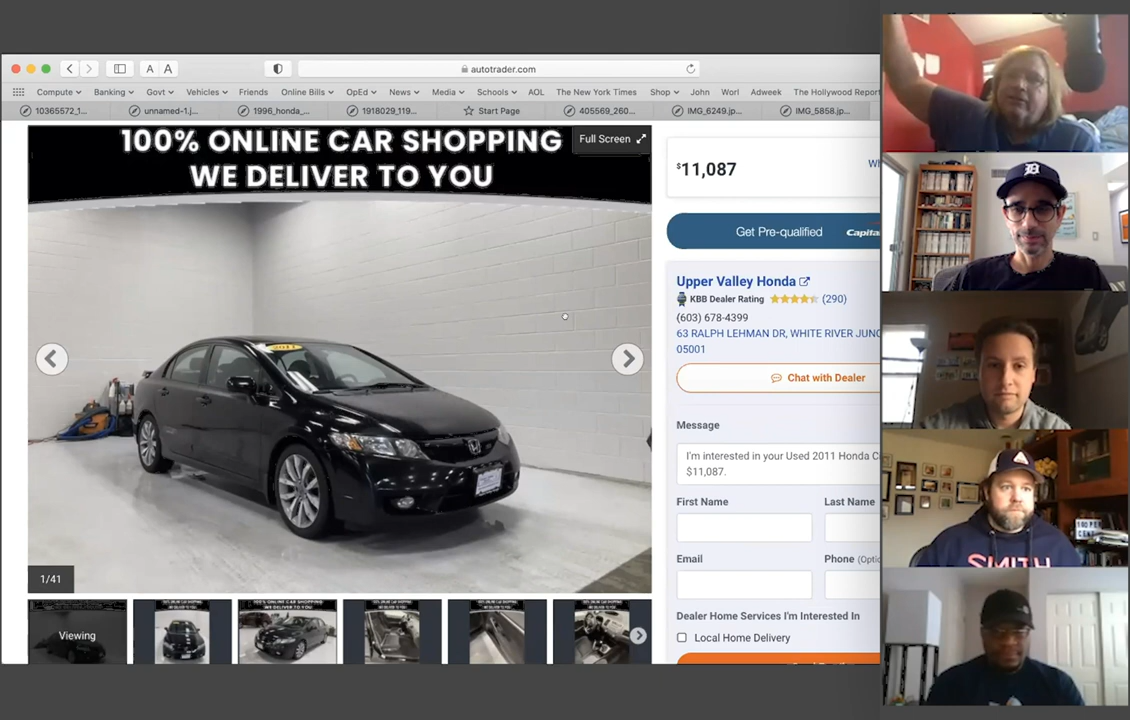 autotrader.com
A A
Compute Banking Govt Vehicles Friends Online Bills OpEd News Media Schools AOL The New York Times Shop John Worl Adweek The Hollywood Report
10365572_1... unnamed-1.j... 1996_honda_... 1918029_119... Start Page 405569_260... IMG_6249.jp... IMG_5858.jp...
100% ONLINE CAR SHOPPING
WE DELIVER TO YOU
Full Screen
2011
1/41
Viewing
$11,087
Wh
Get Pre-qualified Capital
Upper Valley Honda
KBB Dealer Rating (290)
(603) 678-4399
63 RALPH LEHMAN DR, WHITE RIVER JUNC
05001
Chat with Dealer
Message
I'm interested in your Used 2011 Honda C
$11,087.
First Name Last Name
Email Phone (Optic
Dealer Home Services I'm Interested In
Local Home Delivery
D
SMITH